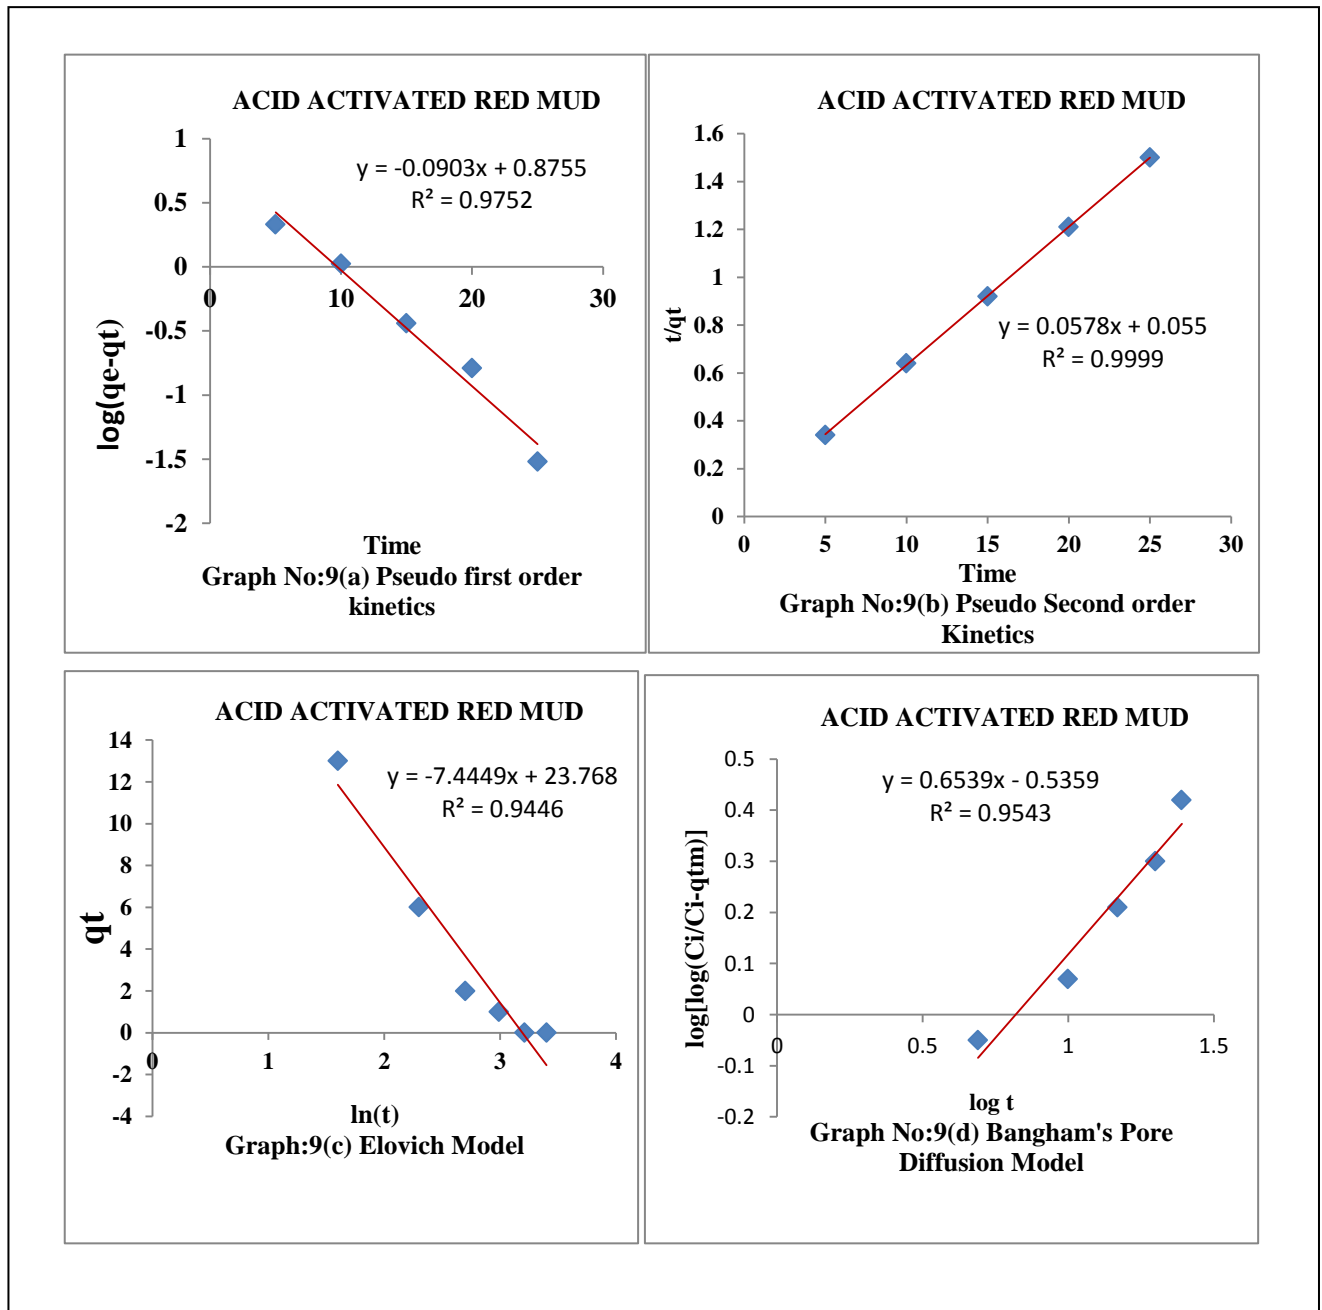 ACID ACTIVATED RED MUD
y = -0.0903x + 0.8755
R² = 0.9752
1
0.5
0
-0.5
-1
-1.5
-2
0 10 20 30
log(qe-qt)
Time
Graph No:9(a) Pseudo first order
kinetics
ACID ACTIVATED RED MUD
1.6
1.4
1.2
1
0.8
0.6
0.4
0.2
0
y = 0.0578x + 0.055
R² = 0.9999
t/qt
0 5 10 15 20 25 30
Time
Graph No:9(b) Pseudo Second order
Kinetics
ACID ACTIVATED RED MUD
14
12
10
8
6
4
2
0
-2
-4
y = -7.4449x + 23.768
R² = 0.9446
qt
0 1 2 3 4
ln(t)
Graph:9(c) Elovich Model
ACID ACTIVATED RED MUD
0.5
0.4
0.3
0.2
0.1
0
-0.1
-0.2
y = 0.6539x - 0.5359
R² = 0.9543
log[log(Ci/Ci-qtm)]
0 0.5 1 1.5
log t
Graph No:9(d) Bangham's Pore
Diffusion Model